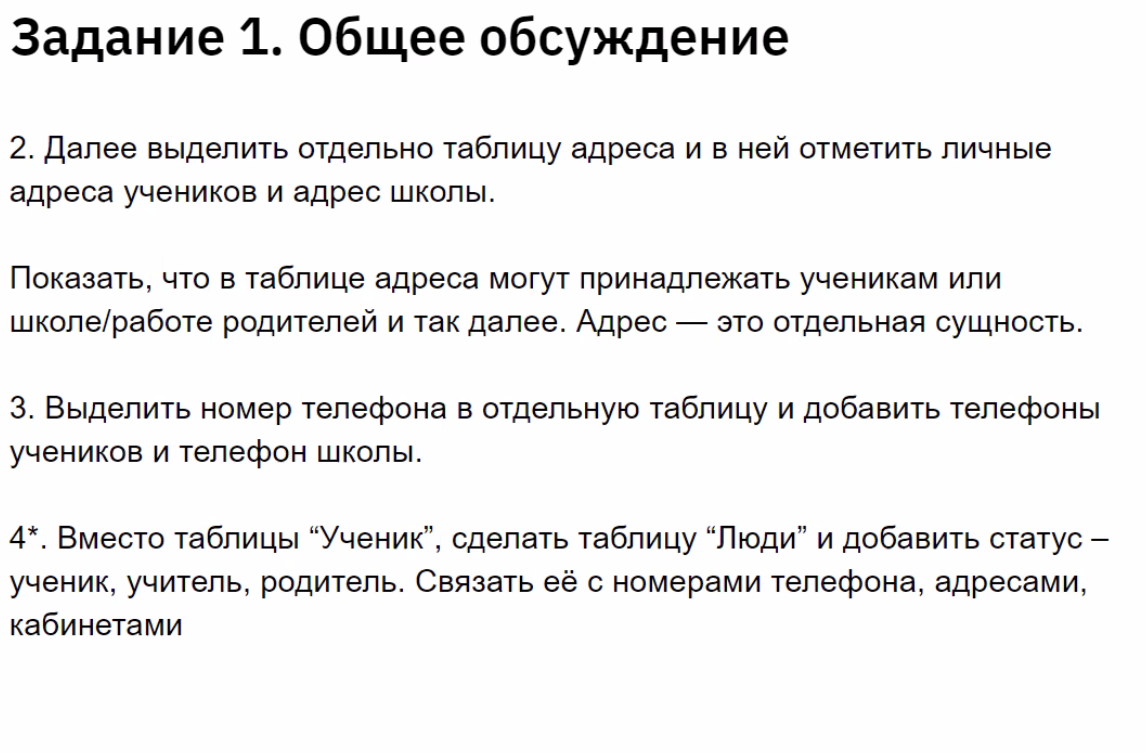 Задание 1. Общее обсуждение
2. Далее выделить отдельно таблицу адреса и в ней отметить личные
адреса учеников и адрес школы.
Показать, что в таблице адреса могут принадлежать ученикам или
школе/работе родителей и так далее. Адрес — это отдельная сущность.
3. Выделить номер телефона в отдельную таблицу и добавить телефоны
учеников и телефон школы.
4*. Вместо таблицы “Ученик”, сделать таблицу “Люди” и добавить статус –
ученик, учитель, родитель. Связать её с номерами телефона, адресами,
кабинетами